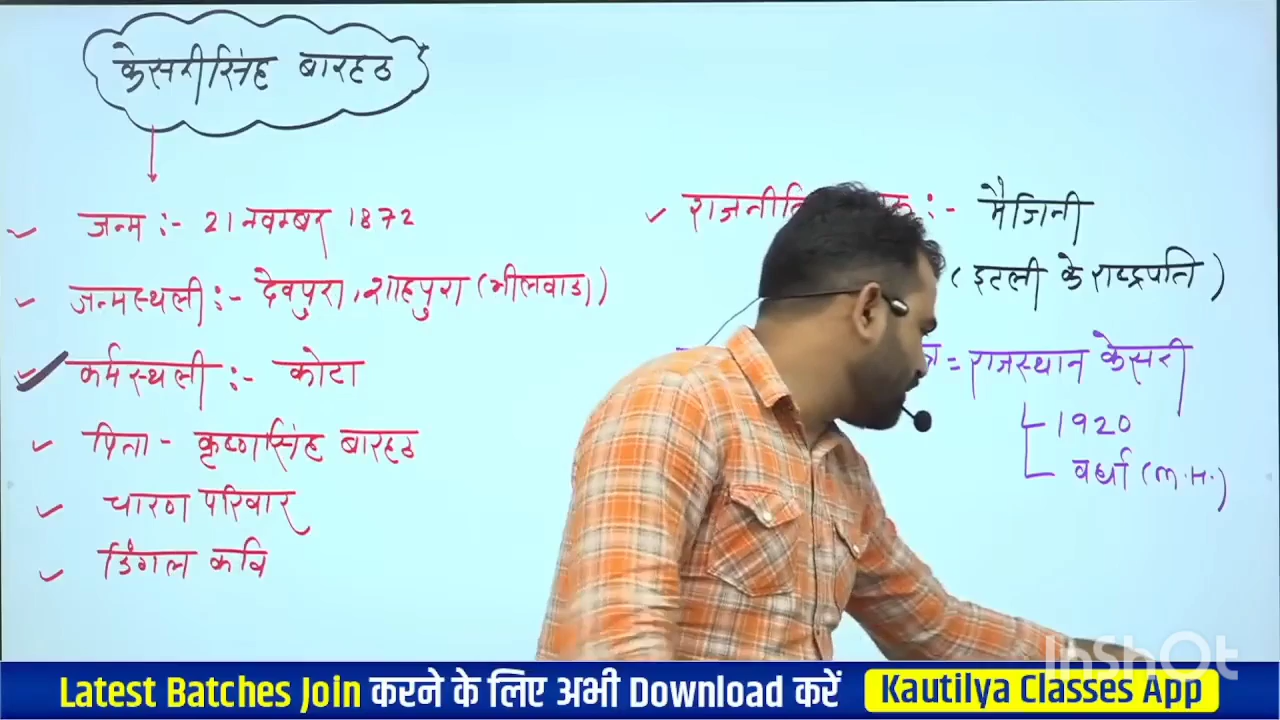 केसरीसिंह बारहठ
जन्म :- 21 नवम्बर 1872
जन्मस्थली :- देवपुरा, शाहपुरा (भीलवाडा)
कर्मस्थली :- कोटा
पिता - कृष्णसिंह बारहठ
चारण परिवार
डिंगल कवि
:- मैजिनी
(इटली के राष्ट्रपति)
= राजस्थान केसरी
1920
वर्धा (M.H.)
InShOt
Latest Batches Join करने के लिए अभी Download करें Kautilya Classes App